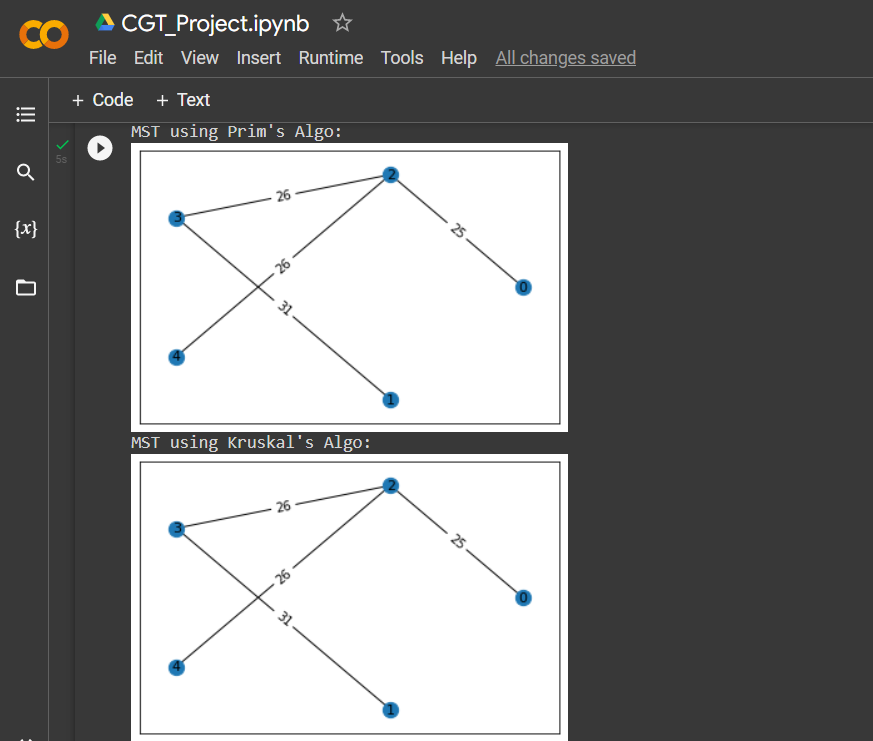 CGT_Project.ipynb
File Edit View Insert Runtime Tools Help All changes saved
+ Code + Text
{x}
5s
MST using Prim's Algo:
2
26
3
25
26
0
31
4
1
MST using Kruskal's Algo:
2
26
3
25
26
0
31
4
1